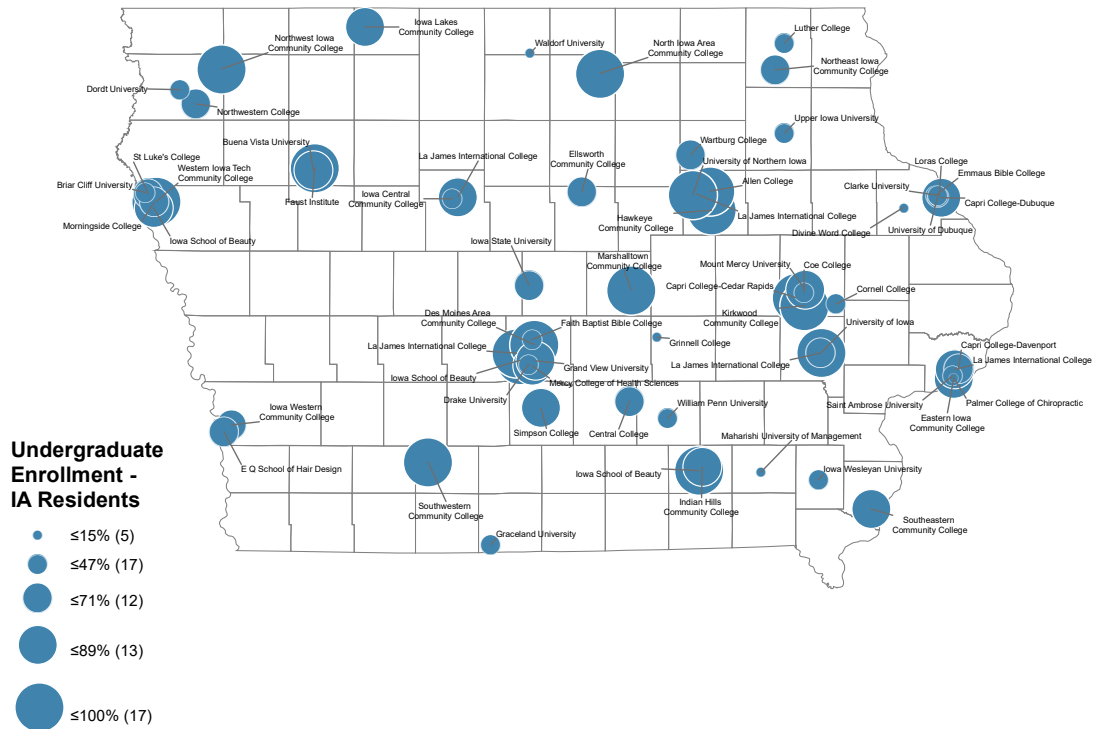 Iowa Lakes
Community College
Northwest Iowa
Community College
Waldorf University
North Iowa Area
Community College
Luther College
Northeast Iowa
Community College
Dordt University
Northwestern College
Upper Iowa University
Buena Vista University
St Luke's College
Western Iowa Tech
Community College
Briar Cliff University
Morningside College
Iowa School of Beauty
Faust Institute
La James International College
Iowa Central
Community College
Ellsworth
Community College
Wartburg College
University of Northern Iowa
Allen College
La James International College
Hawkeye
Community College
Loras College
Emmaus Bible College
Clarke University
Capri College-Dubuque
Divine Word College
University of Dubuque
Iowa State University
Marshalltown
Community College
Mount Mercy University
Coe College
Capri College-Cedar Rapids
Cornell College
Kirkwood
Community College
University of Iowa
La James International College
Des Moines Area
Community College
Faith Baptist Bible College
La James International College
Grinnell College
Grand View University
Iowa School of Beauty
Mercy College of Health Sciences
Drake University
Capri College-Davenport
La James International College
Saint Ambrose University
Palmer College of Chiropractic
Eastern Iowa
Community College
Iowa Western
Community College
E Q School of Hair Design
Simpson College
Central College
William Penn University
Maharishi University of Management
Iowa School of Beauty
Iowa Wesleyan University
Indian Hills
Community College
Southwestern
Community College
Southeastern
Community College
Graceland University
Undergraduate
Enrollment -
IA Residents
≤15% (5)
≤47% (17)
≤71% (12)
≤89% (13)
≤100% (17)